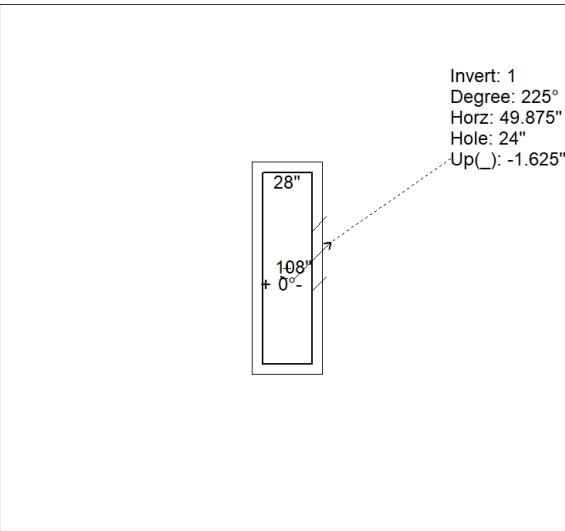 Invert: 1
Degree: 225°
Horz: 49.875"
Hole: 24"
Up(_): -1.625"
28"
108"
+ 0°-